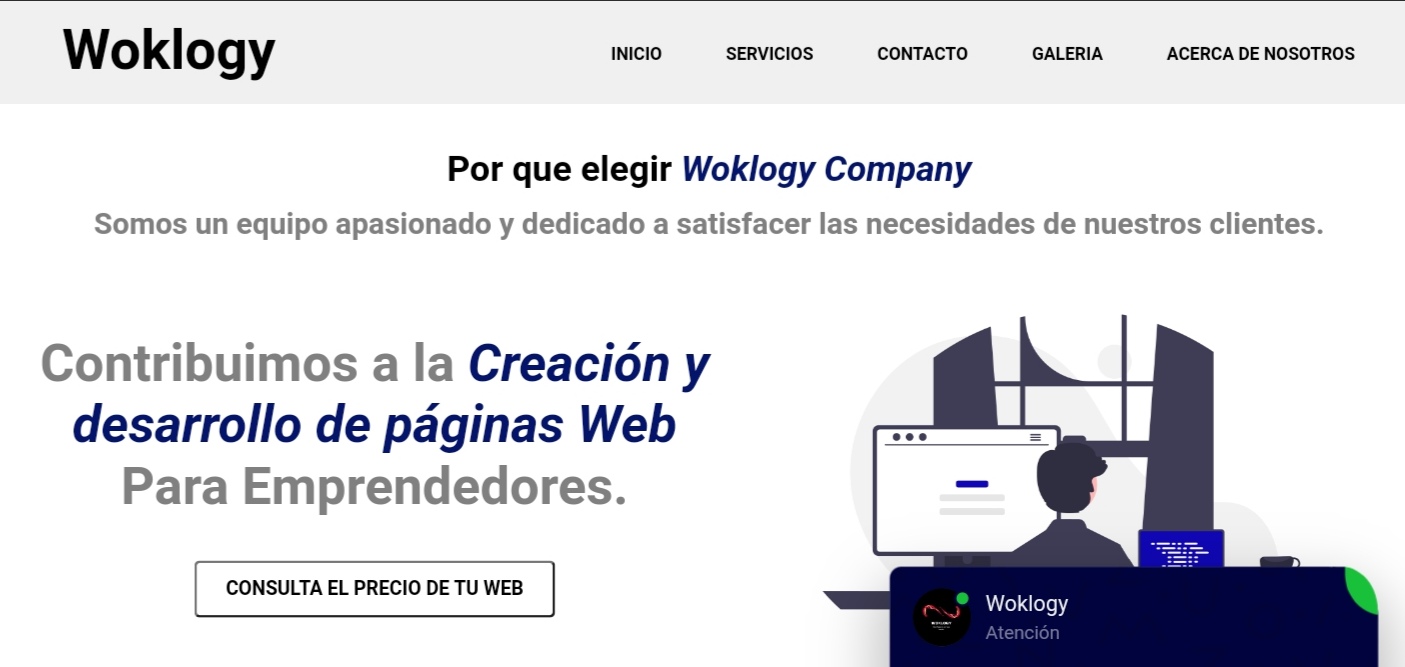 Woklogy
INICIO SERVICIOS CONTACTO GALERIA ACERCA DE NOSOTROS
Por que elegir Woklogy Company
Somos un equipo apasionado y dedicado a satisfacer las necesidades de nuestros clientes.
Contribuimos a la Creación y
desarrollo de páginas Web
Para Emprendedores.
CONSULTA EL PRECIO DE TU WEB
Woklogy
Atención